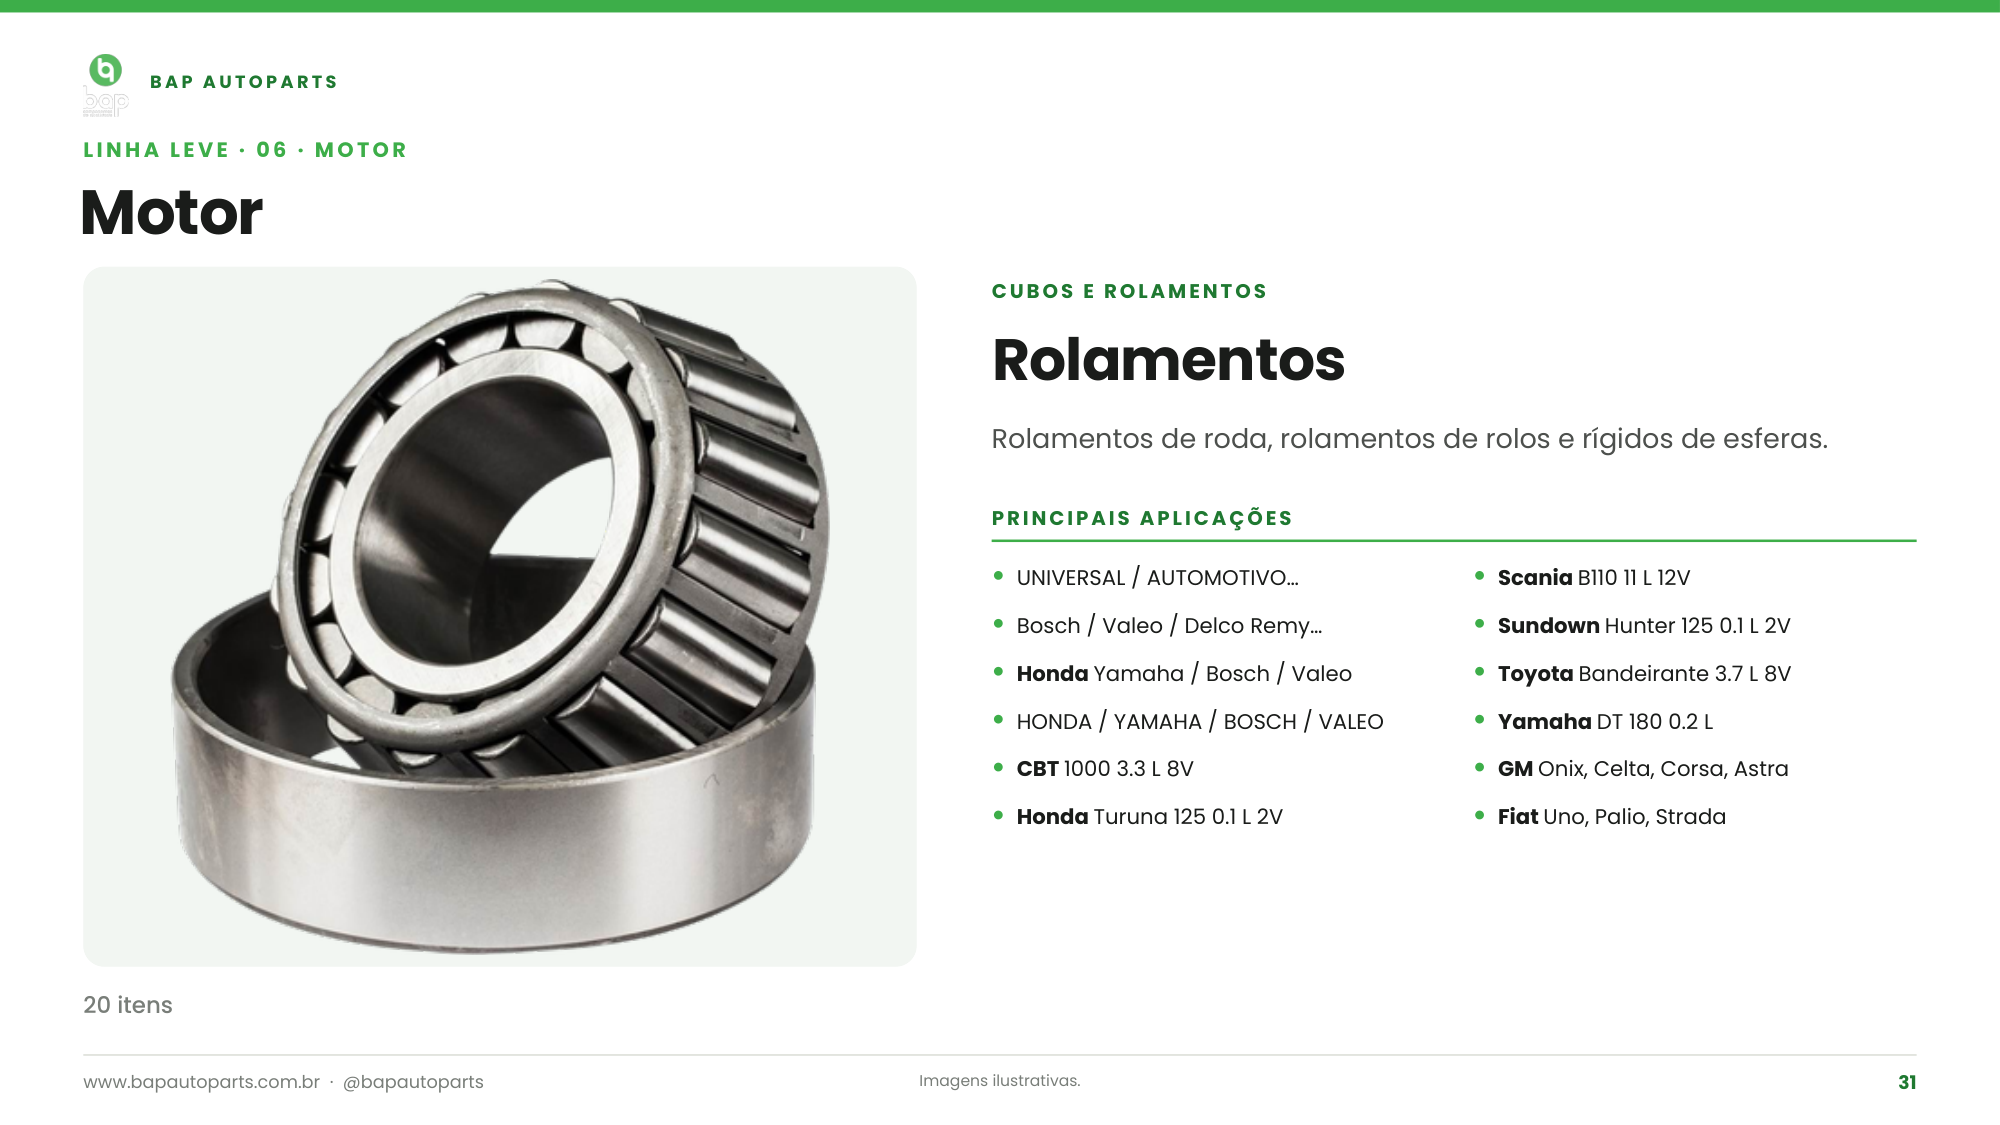 bap
BAP AUTOPARTS
LINHA LEVE · 06 · MOTOR
Motor
CUBOS E ROLAMENTOS
Rolamentos
Rolamentos de roda, rolamentos de rolos e rígidos de esferas.
PRINCIPAIS APLICAÇÕES
• UNIVERSAL / AUTOMOTIVO...
• Bosch / Valeo / Delco Remy...
• Honda Yamaha / Bosch / Valeo
• HONDA / YAMAHA / BOSCH / VALEO
• CBT 1000 3.3 L 8V
• Honda Turuna 125 0.1 L 2V
• Scania B110 11 L 12V
• Sundown Hunter 125 0.1 L 2V
• Toyota Bandeirante 3.7 L 8V
• Yamaha DT 180 0.2 L
• GM Onix, Celta, Corsa, Astra
• Fiat Uno, Palio, Strada
20 itens
www.bapautoparts.com.br · @bapautoparts
Imagens ilustrativas.
31